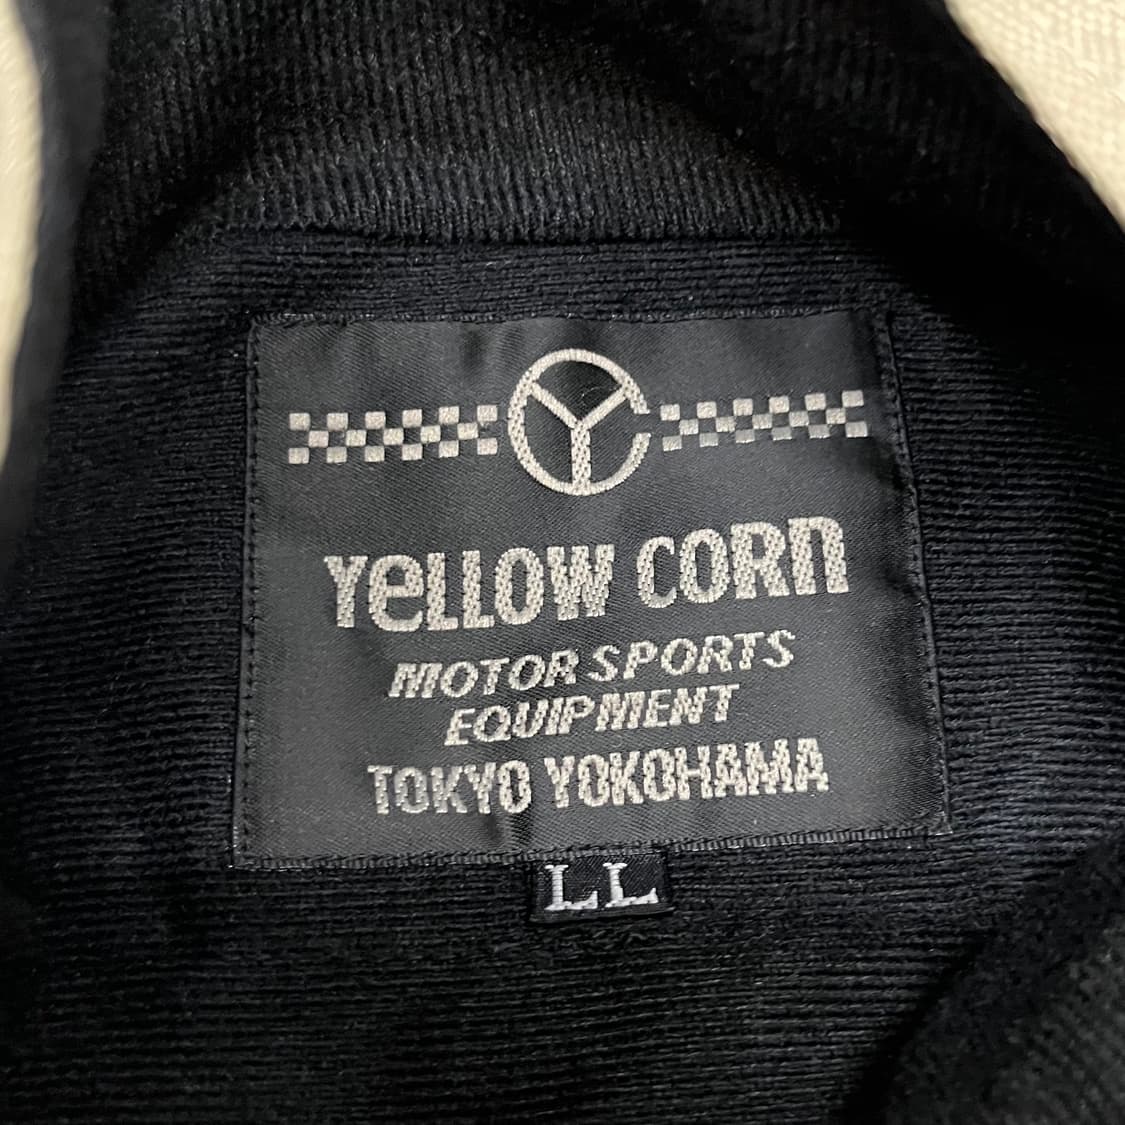 YeLLOW CORn
MOTOR SPORTS
EQUIPMENT
TOKYO YOKOHAMA
LL